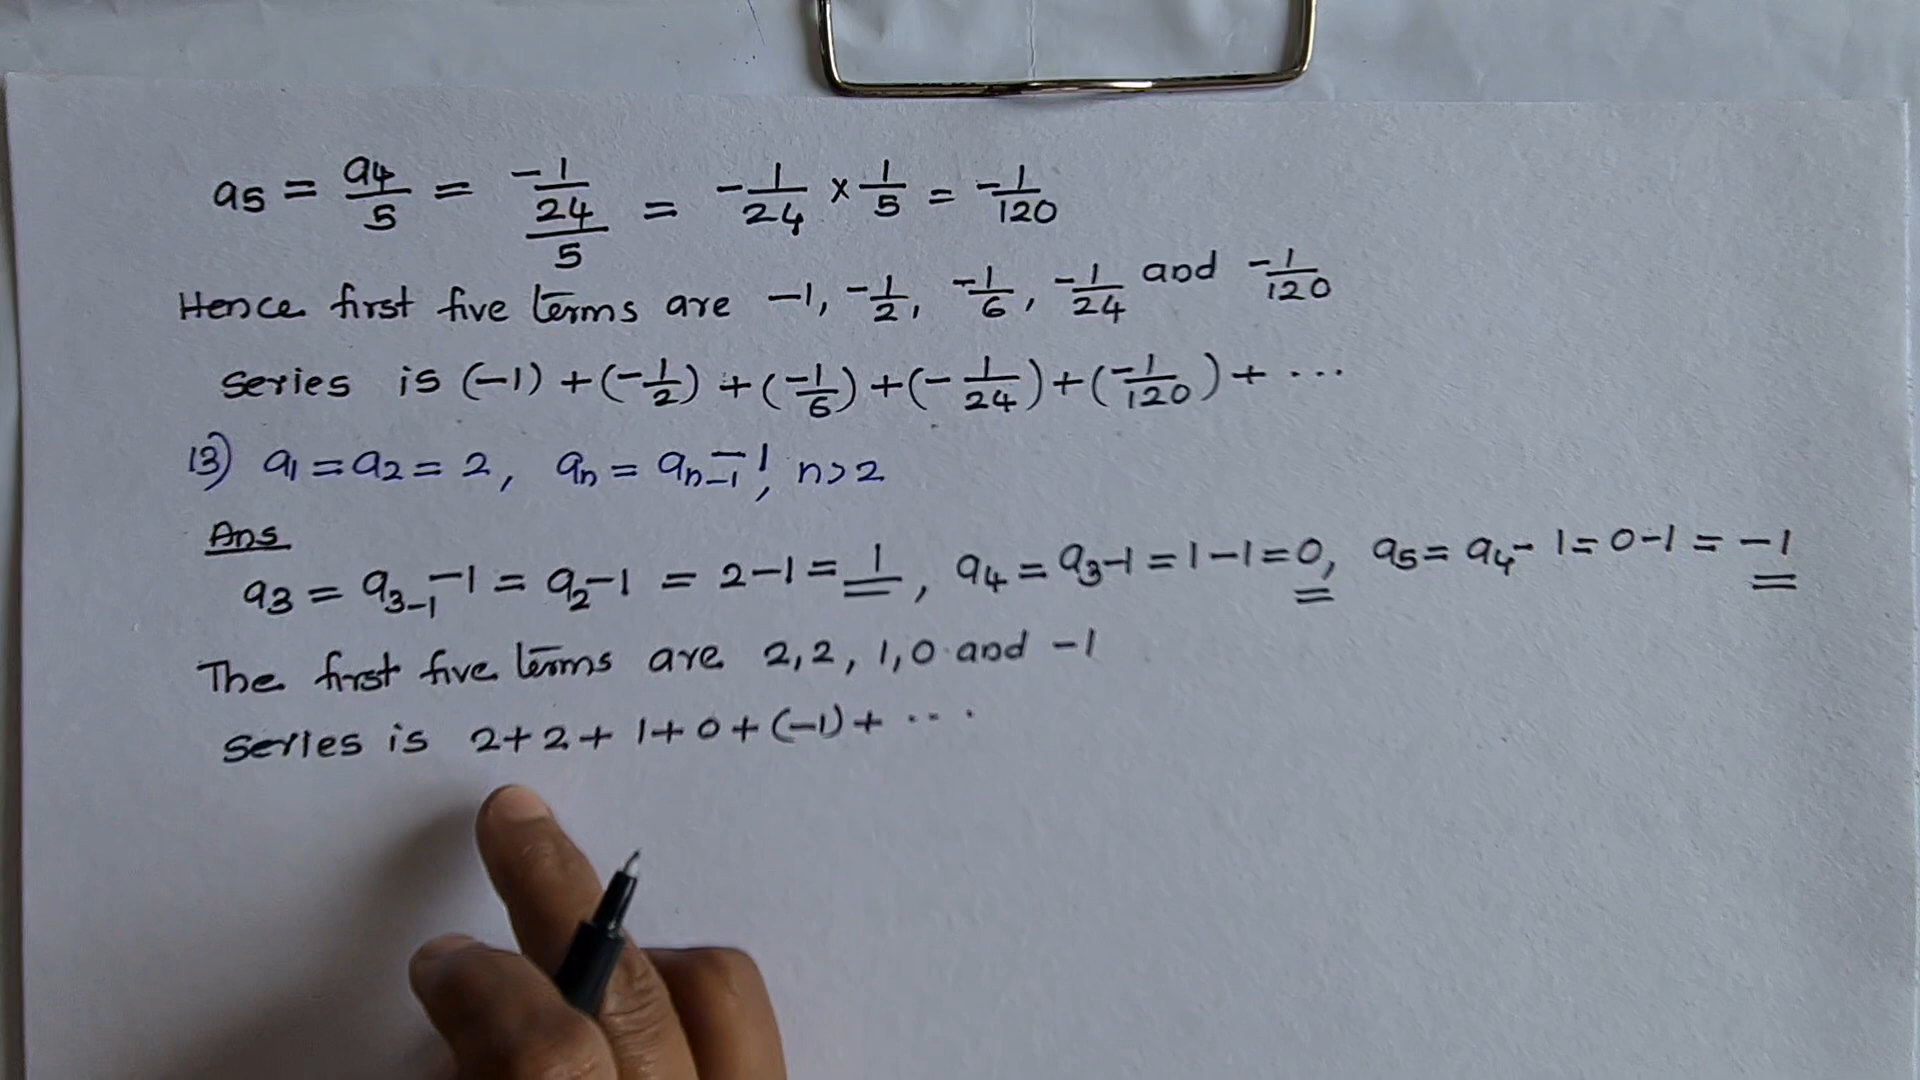 a5 = a4/5 = (-1/24)/5 = -1/24 × 1/5 = -1/120
Hence first five terms are -1, -1/2, -1/6, -1/24 and -1/120
Series is (-1) + (-1/2) + (-1/6) + (-1/24) + (-1/120) + ...
13) a1 = a2 = 2, an = an-1 - 1, n>2
Ans
a3 = a3-1 - 1 = a2 - 1 = 2 - 1 = 1, a4 = a3 - 1 = 1 - 1 = 0, a5 = a4 - 1 = 0 - 1 = -1
The first five terms are 2, 2, 1, 0 and -1
Series is 2 + 2 + 1 + 0 + (-1) + ...